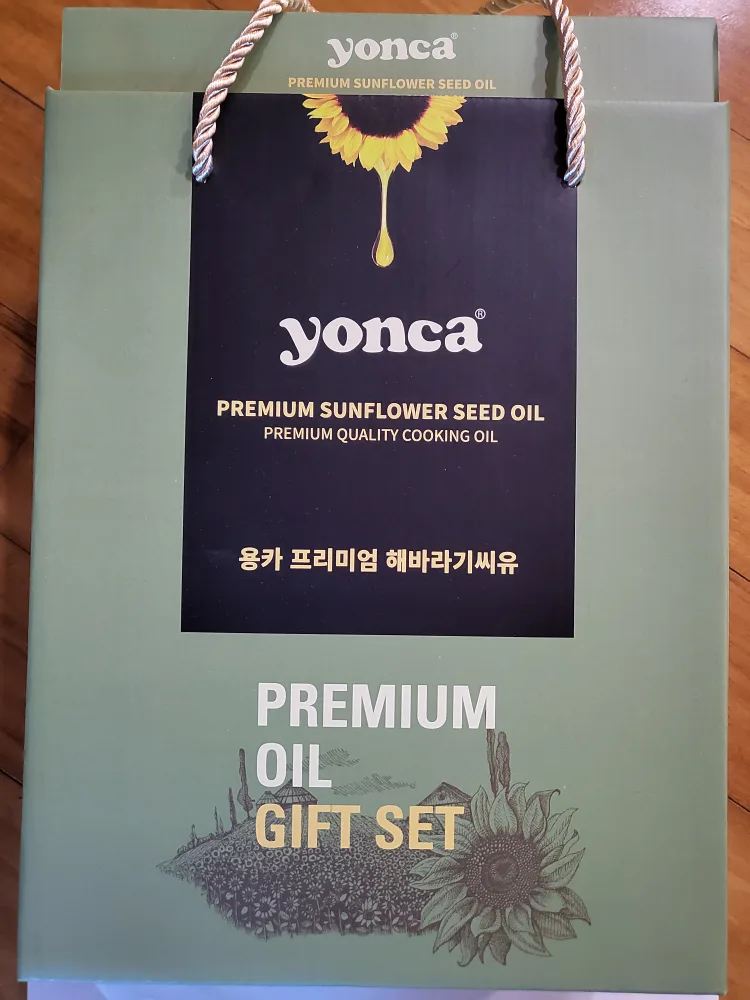 yonca®
PREMIUM SUNFLOWER SEED OIL
yonca®
PREMIUM SUNFLOWER SEED OIL
PREMIUM QUALITY COOKING OIL
용카 프리미엄 해바라기씨유
PREMIUM
OIL
GIFT SET